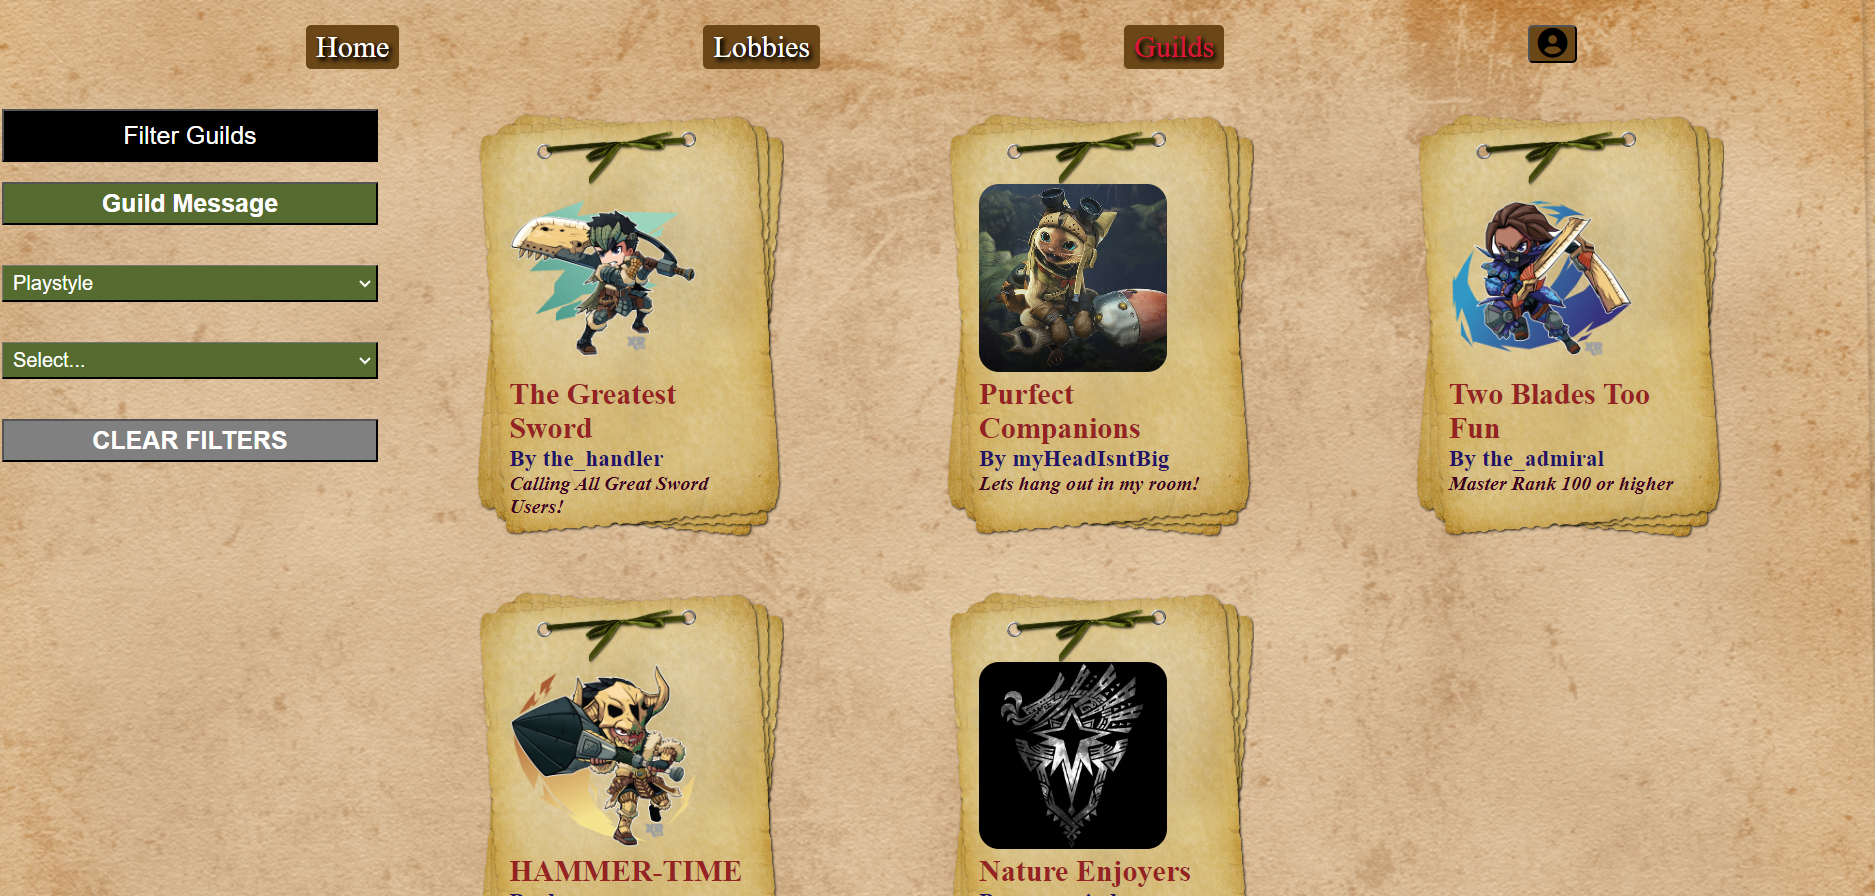 Home
Lobbies
Guilds
Filter Guilds
Guild Message
Playstyle
Select...
CLEAR FILTERS
The Greatest
Sword
By the_handler
Calling All Great Sword
Users!
Purfect
Companions
By myHeadIsntBig
Lets hang out in my room!
Two Blades Too
Fun
By the_admiral
Master Rank 100 or higher
HAMMER-TIME
Nature Enjoyers